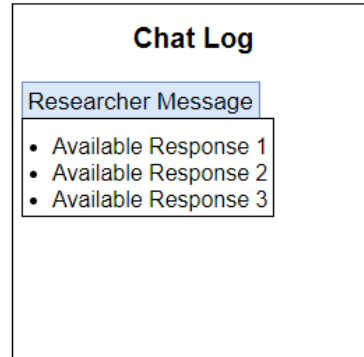 Chat Log
Researcher Message
• Available Response 1
• Available Response 2
• Available Response 3